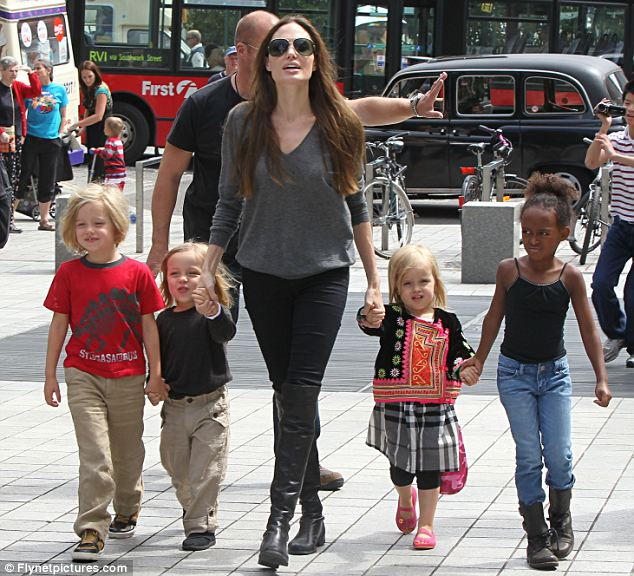 RV1 via Southwark Street
First
STEGOSAURUS
© Flynetpictures.com